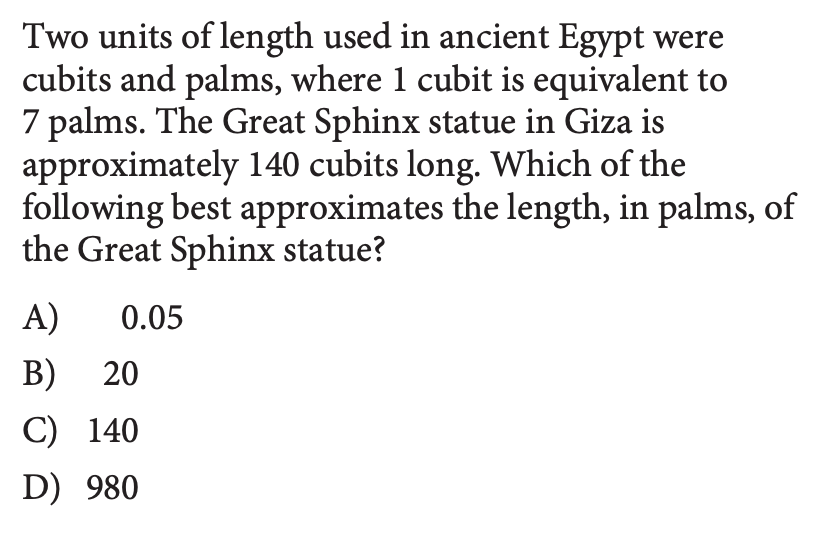 Two units of length used in ancient Egypt were
cubits and palms, where 1 cubit is equivalent to
7 palms. The Great Sphinx statue in Giza is
approximately 140 cubits long. Which of the
following best approximates the length, in palms, of
the Great Sphinx statue?
A) 0.05
B) 20
C) 140
D) 980